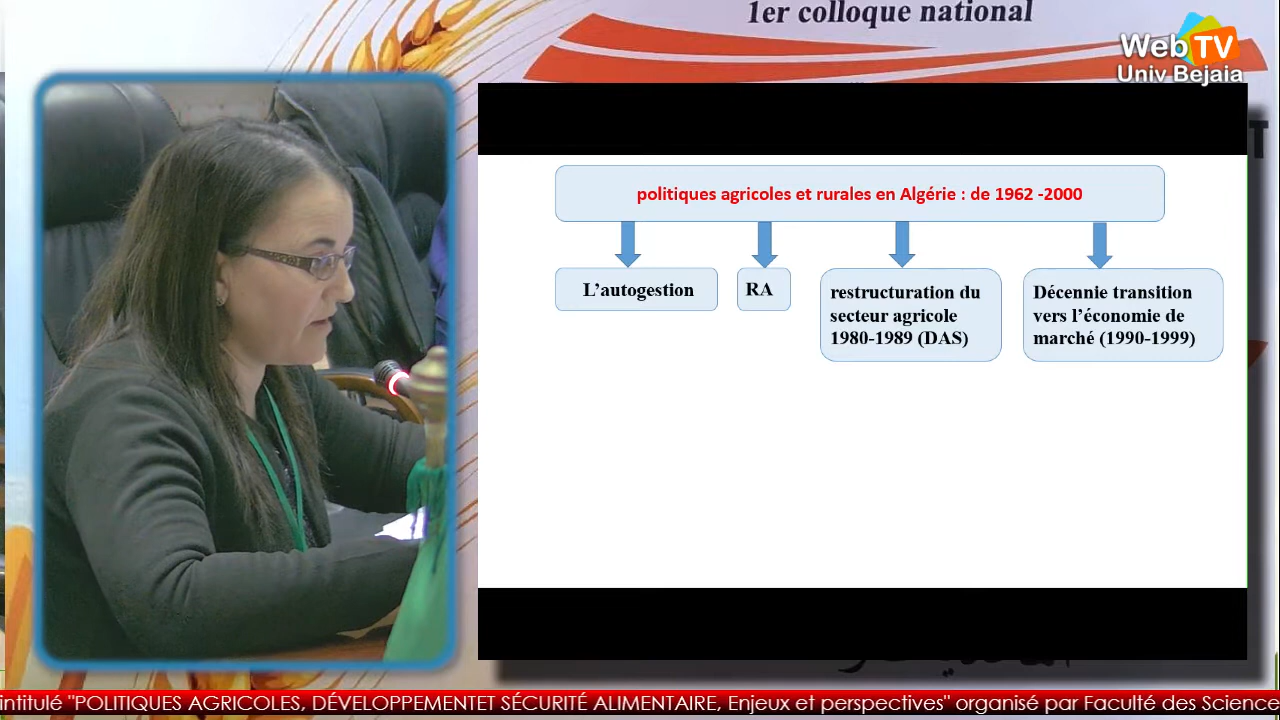 1er colloque national
Web TV
Univ Bejaia
politiques agricoles et rurales en Algérie : de 1962 -2000
L’autogestion
RA
restructuration du
secteur agricole
1980-1989 (DAS)
Décennie transition
vers l’économie de
marché (1990-1999)
intitulé "POLITIQUES AGRICOLES, DÉVELOPPEMENTET SÉCURITÉ ALIMENTAIRE, Enjeux et perspectives" organisé par Faculté des Science